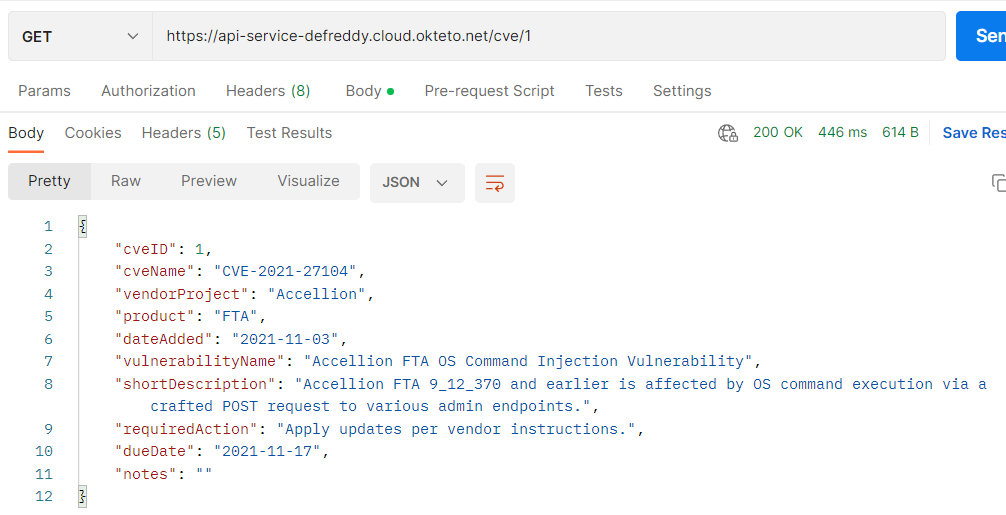 GET https://api-service-defreddy.cloud.okteto.net/cve/1
Params Authorization Headers (8) Body Pre-request Script Tests Settings
Body Cookies Headers (5) Test Results 200 OK 446 ms 614 B Save Res
Pretty Raw Preview Visualize JSON
1 {
2 "cveID": 1,
3 "cveName": "CVE-2021-27104",
4 "vendorProject": "Accellion",
5 "product": "FTA",
6 "dateAdded": "2021-11-03",
7 "vulnerabilityName": "Accellion FTA OS Command Injection Vulnerability",
8 "shortDescription": "Accellion FTA 9_12_370 and earlier is affected by OS command execution via a
crafted POST request to various admin endpoints.",
9 "requiredAction": "Apply updates per vendor instructions.",
10 "dueDate": "2021-11-17",
11 "notes": ""
12 }